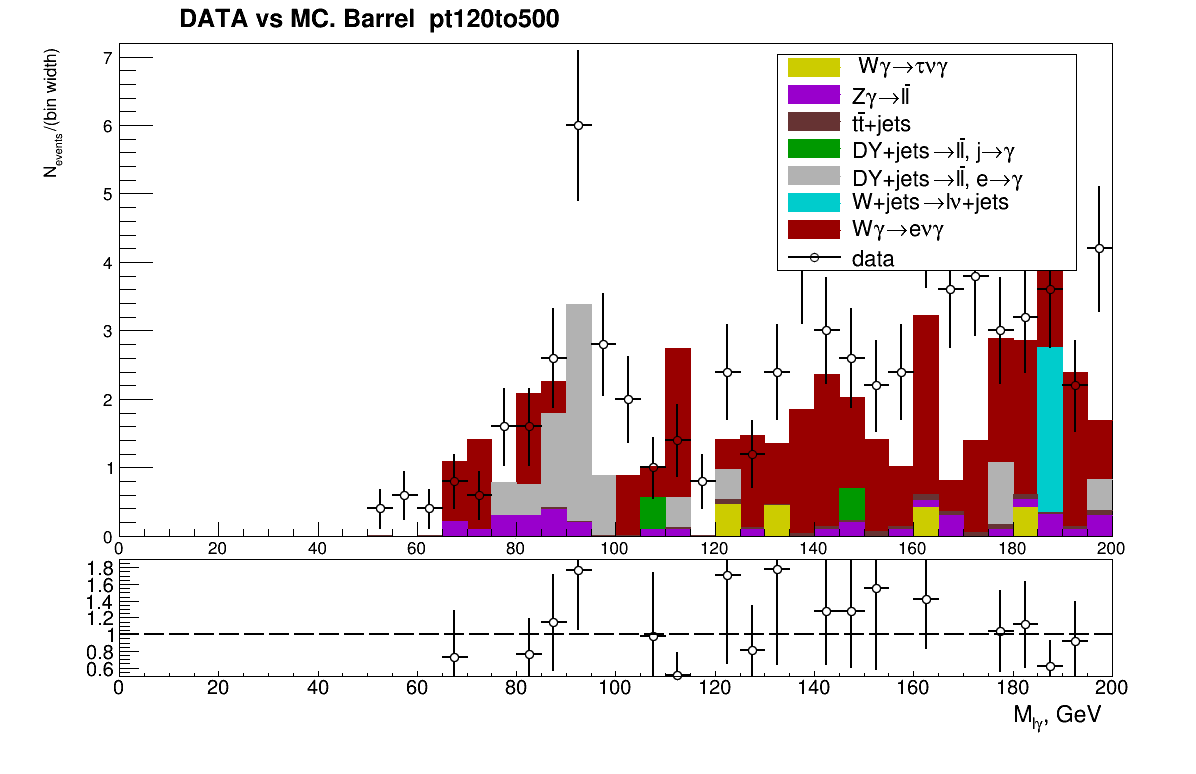 DATA vs MC. Barrel pt120to500
N_events /(bin width)
7
6
5
4
3
2
1
0
Wγ→τνγ
Zγ→ll̄
tt̄+jets
DY+jets→ll̄, j→γ
DY+jets→ll̄, e→γ
W+jets→lν+jets
Wγ→eνγ
data
0 20 40 60 80 100 120 140 160 180 200
1.8
1.6
1.4
1.2
1
0.8
0.6
0 20 40 60 80 100 120 140 160 180 200
M_lγ, GeV